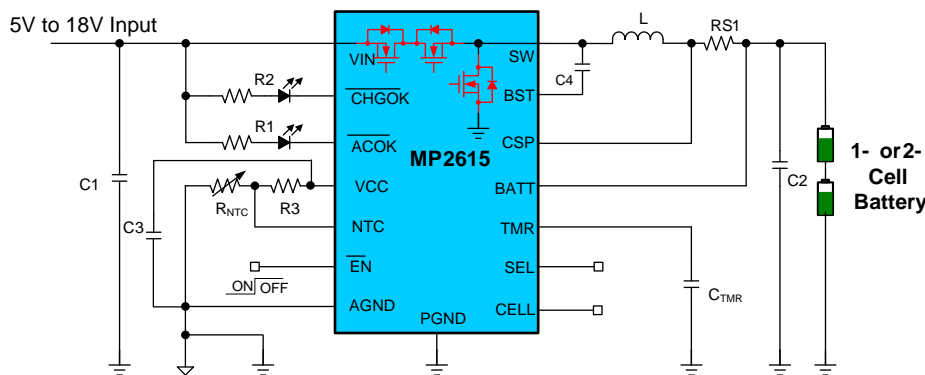 5V to 18V Input
L
RS1
VIN
SW
R2
C4
CHGOK
BST
R1
ACOK
CSP
MP2615
1- or 2-
Cell
Battery
C1
VCC
BATT
C2
RNTC
R3
C3
NTC
TMR
EN
SEL
ON OFF
CTMR
AGND
CELL
PGND